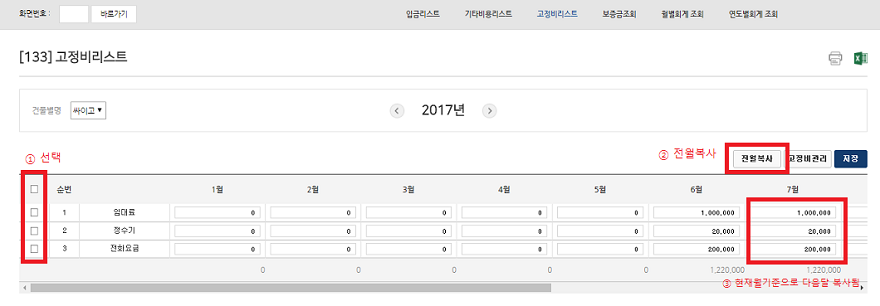 화면번호 : 바로가기 입금리스트 기타비용리스트 고정비리스트 보증금조회 월별회계 조회 연도별회계 조회
[133] 고정비리스트
건물별명 싸이고 2017년
① 선택 ② 전월복사 전월복사 고정비관리 저장
순번 1월 2월 3월 4월 5월 6월 7월
1 임대료 0 0 0 0 0 1,000,000 1,000,000
2 정수기 0 0 0 0 0 20,000 20,000
3 전화요금 0 0 0 0 0 200,000 200,000
0 0 0 0 0 1,220,000 1,220,000
③ 현재월기준으로 다음달 복사됨